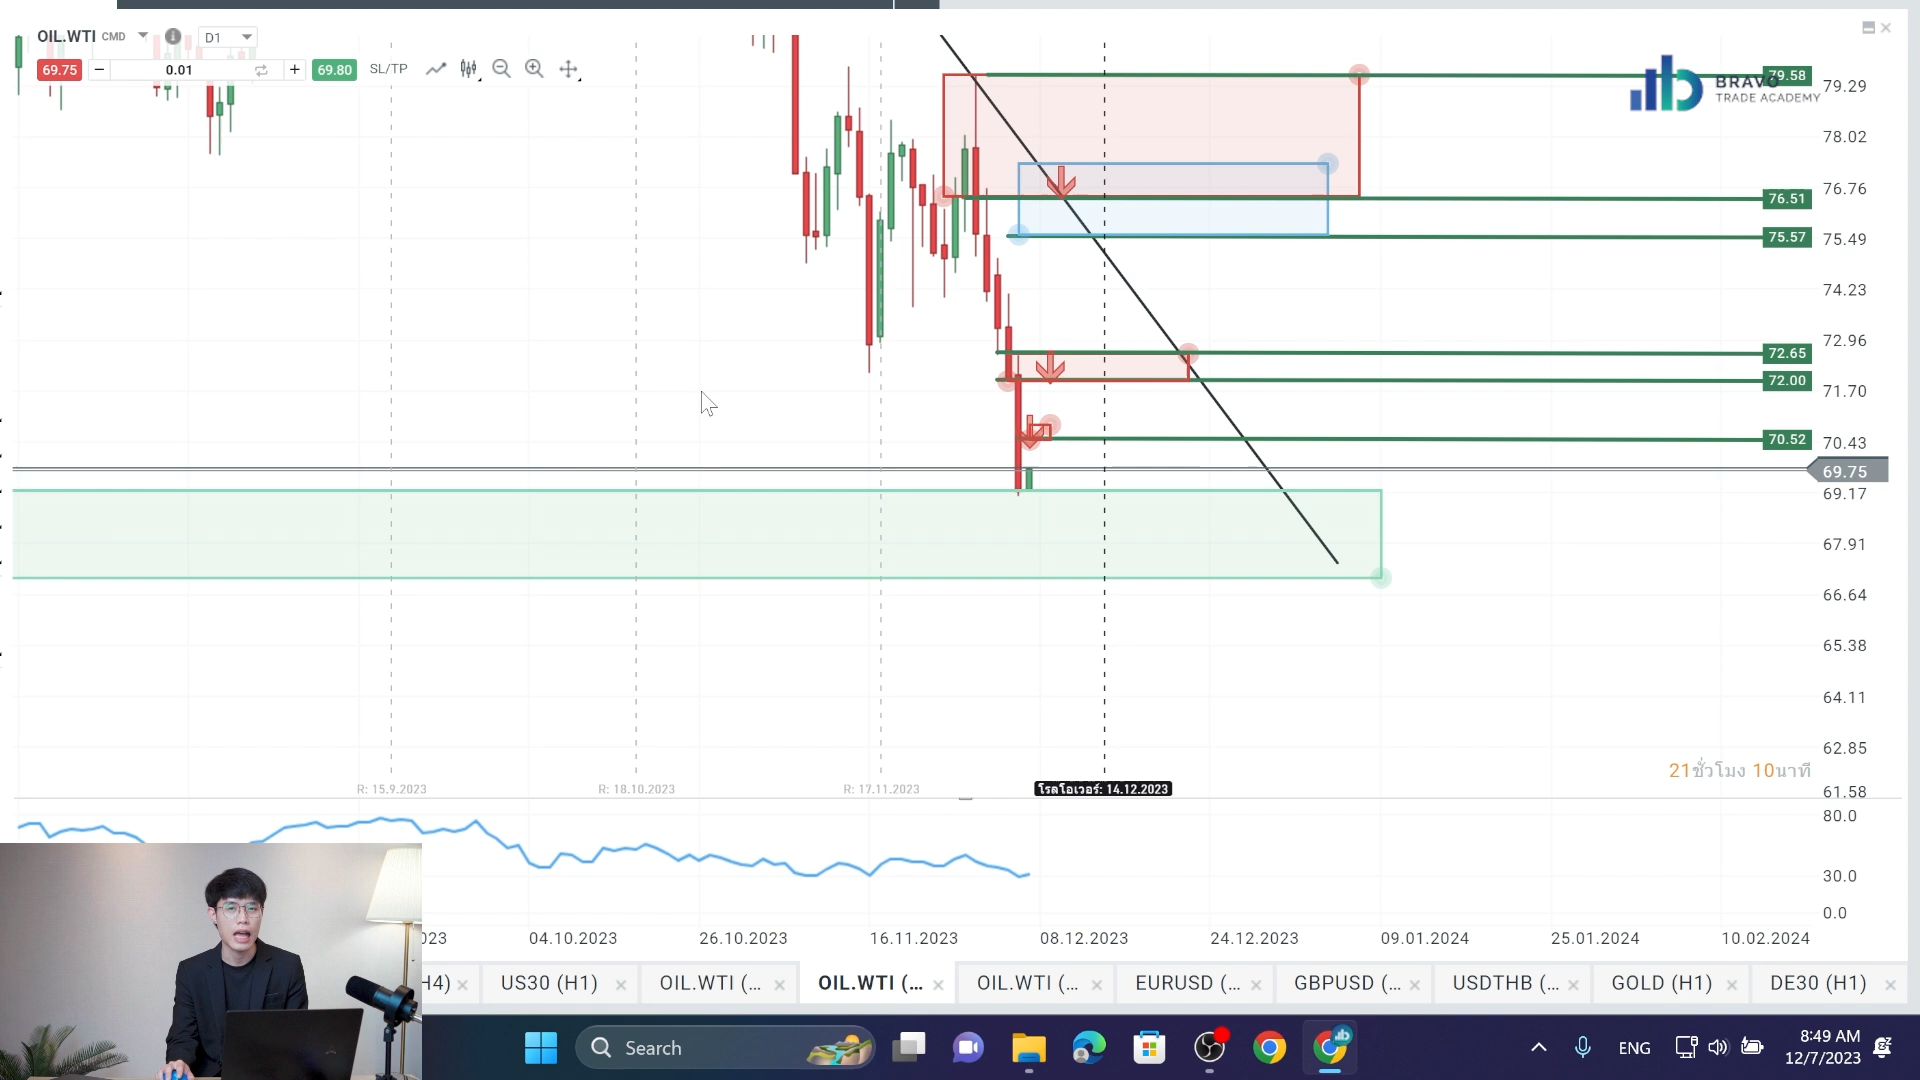 OIL.WTI CMD D1
69.75 − 0.01 + 69.80 SL/TP
BRAVO
TRADE ACADEMY
79.58
79.29
78.02
76.76
76.51
75.57
75.49
74.23
72.96
72.65
72.00
71.70
70.52
70.43
69.75
69.17
67.91
66.64
65.38
64.11
62.85
21ชั่วโมง 10นาที
61.58
R: 15.9.2023 R: 18.10.2023 R: 17.11.2023 โรลโอเวอร์: 14.12.2023
80.0
30.0
0.0
023 04.10.2023 26.10.2023 16.11.2023 08.12.2023 24.12.2023 09.01.2024 25.01.2024 10.02.2024
H4) US30 (H1) OIL.WTI (... OIL.WTI (... OIL.WTI (... EURUSD (... GBPUSD (... USDTHB (... GOLD (H1) DE30 (H1)
Search
ENG
8:49 AM
12/7/2023